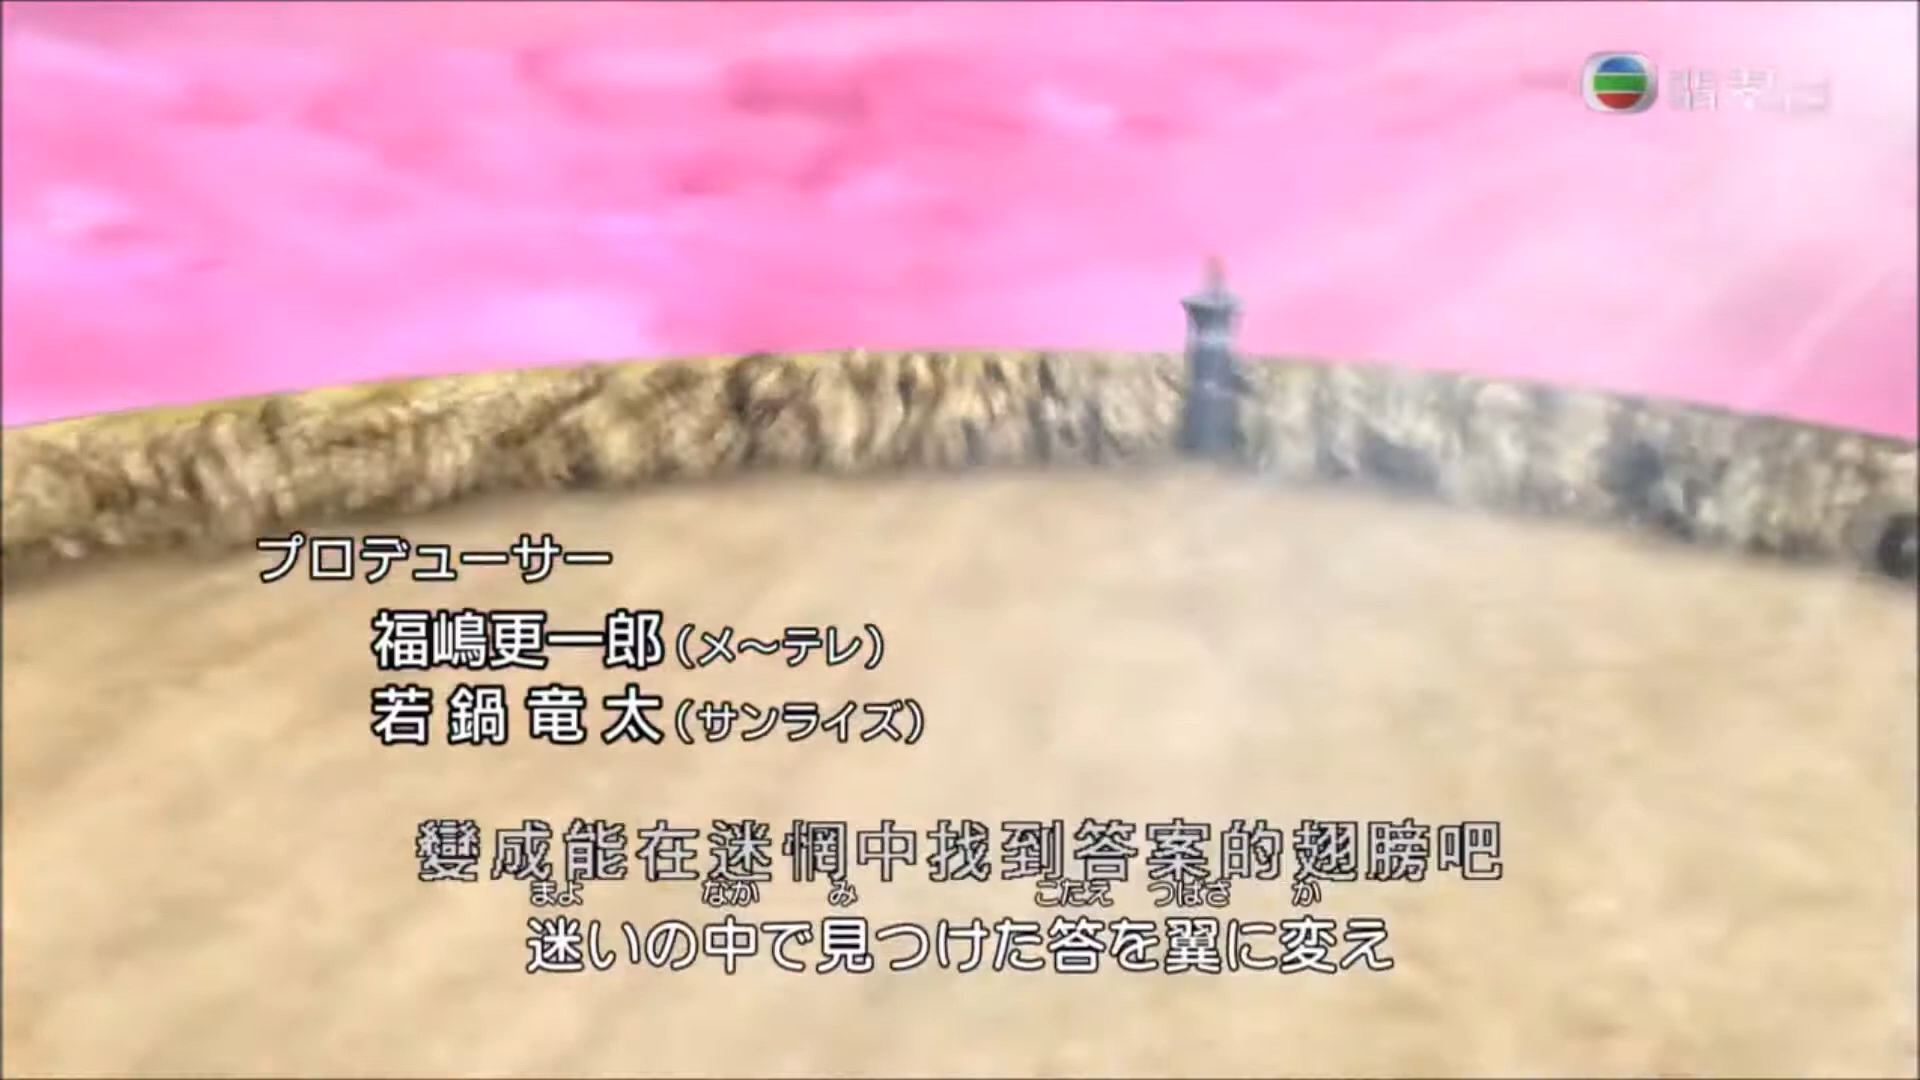 翡翠台
プロデューサー
福嶋更一郎(メ～テレ)
若鍋竜太(サンライズ)
變成能在迷惘中找到答案的翅膀吧
まよ なか み こたえ つばさ か
迷いの中で見つけた答を翼に変え